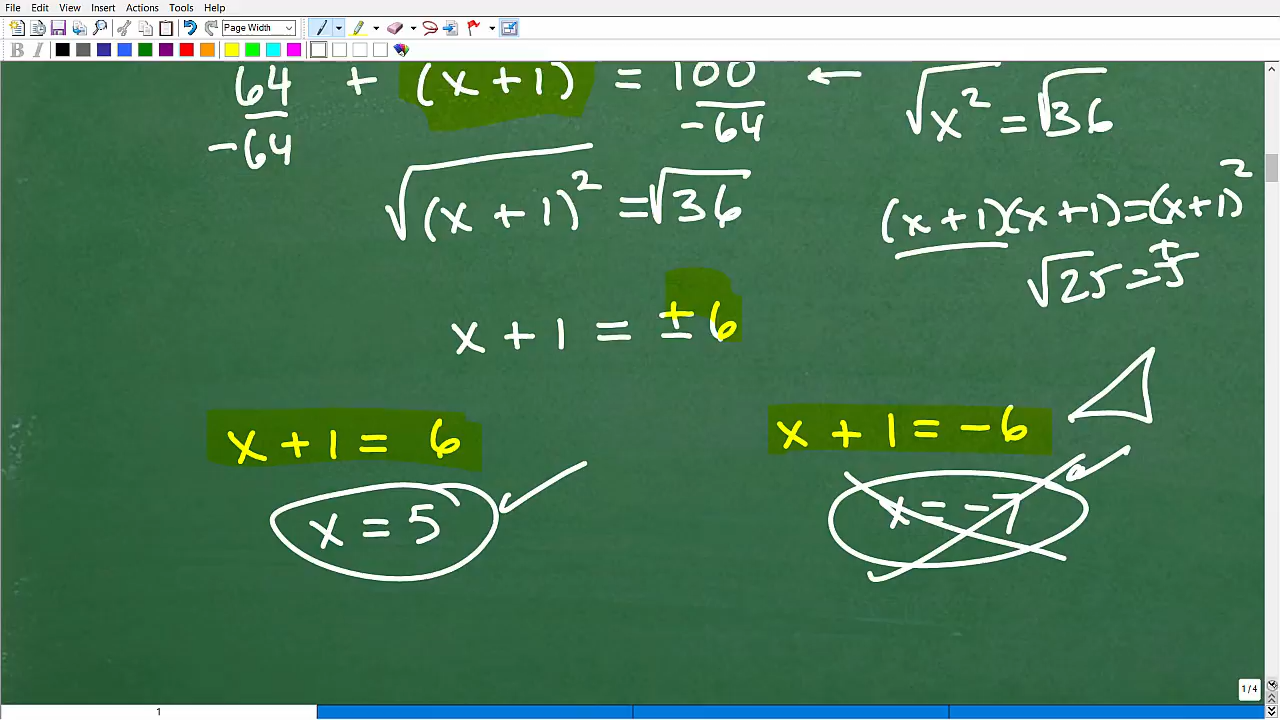 File Edit View Insert Actions Tools Help
Page Width
B I
64 + (x+1) = 100
-64 -64
√x² = √36
√(x + 1)² = √36
(x+1)(x+1)=(x+1)²
√25=±5
x + 1 = ±6
x + 1 = 6
x + 1 = -6
x = 5
x = -7
1/4
1